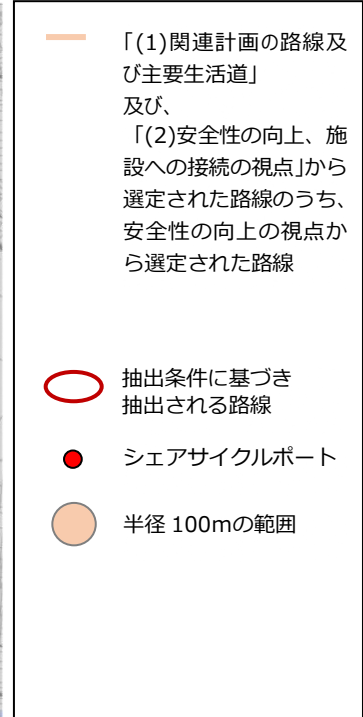 「(1)関連計画の路線及
び主要生活道」
及び、
「(2)安全性の向上、施
設への接続の視点」から
選定された路線のうち、
安全性の向上の視点か
ら選定された路線
抽出条件に基づき
抽出される路線
シェアサイクルポート
半径 100mの範囲